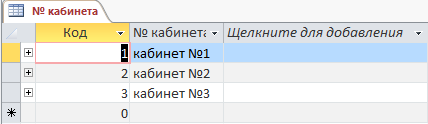 № кабинета
Код № кабинета Щелкните для добавления
1 кабинет №1
2 кабинет №2
3 кабинет №3
0